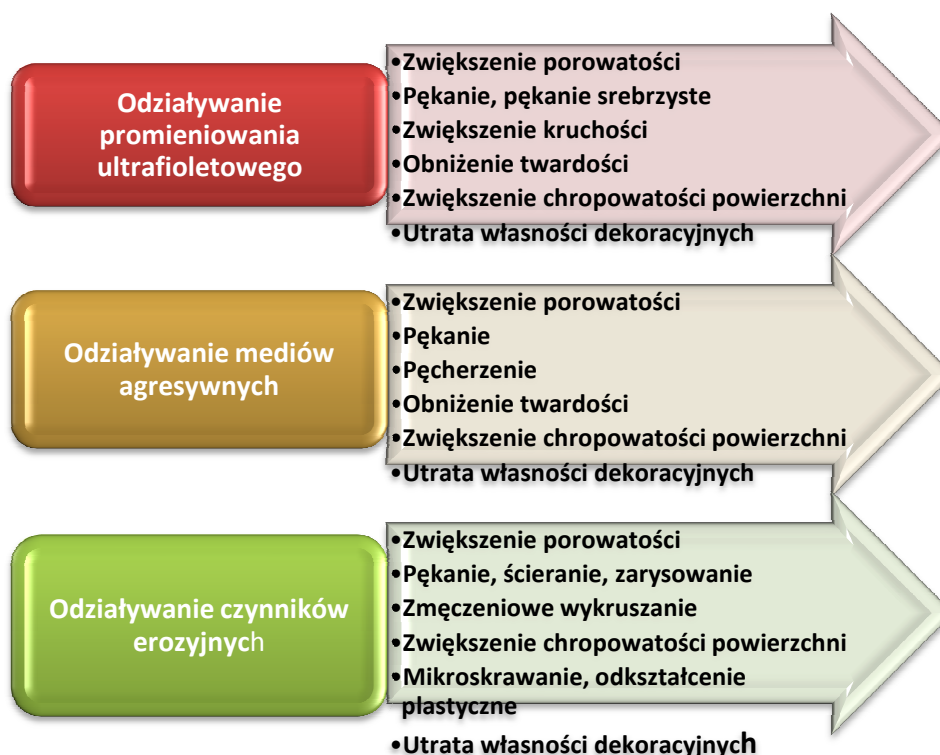 Odziaływanie
promieniowania
ultrafioletowego
•Zwiększenie porowatości
•Pękanie, pękanie srebrzyste
•Zwiększenie kruchości
•Obniżenie twardości
•Zwiększenie chropowatości powierzchni
•Utrata własności dekoracyjnych
Odziaływanie mediów
agresywnych
•Zwiększenie porowatości
•Pękanie
•Pęcherzenie
•Obniżenie twardości
•Zwiększenie chropowatości powierzchni
•Utrata własności dekoracyjnych
Odziaływanie czynników
erozyjnych
•Zwiększenie porowatości
•Pękanie, ścieranie, zarysowanie
•Zmęczeniowe wykruszanie
•Zwiększenie chropowatości powierzchni
•Mikroskrawanie, odkształcenie
plastyczne
•Utrata własności dekoracyjnych